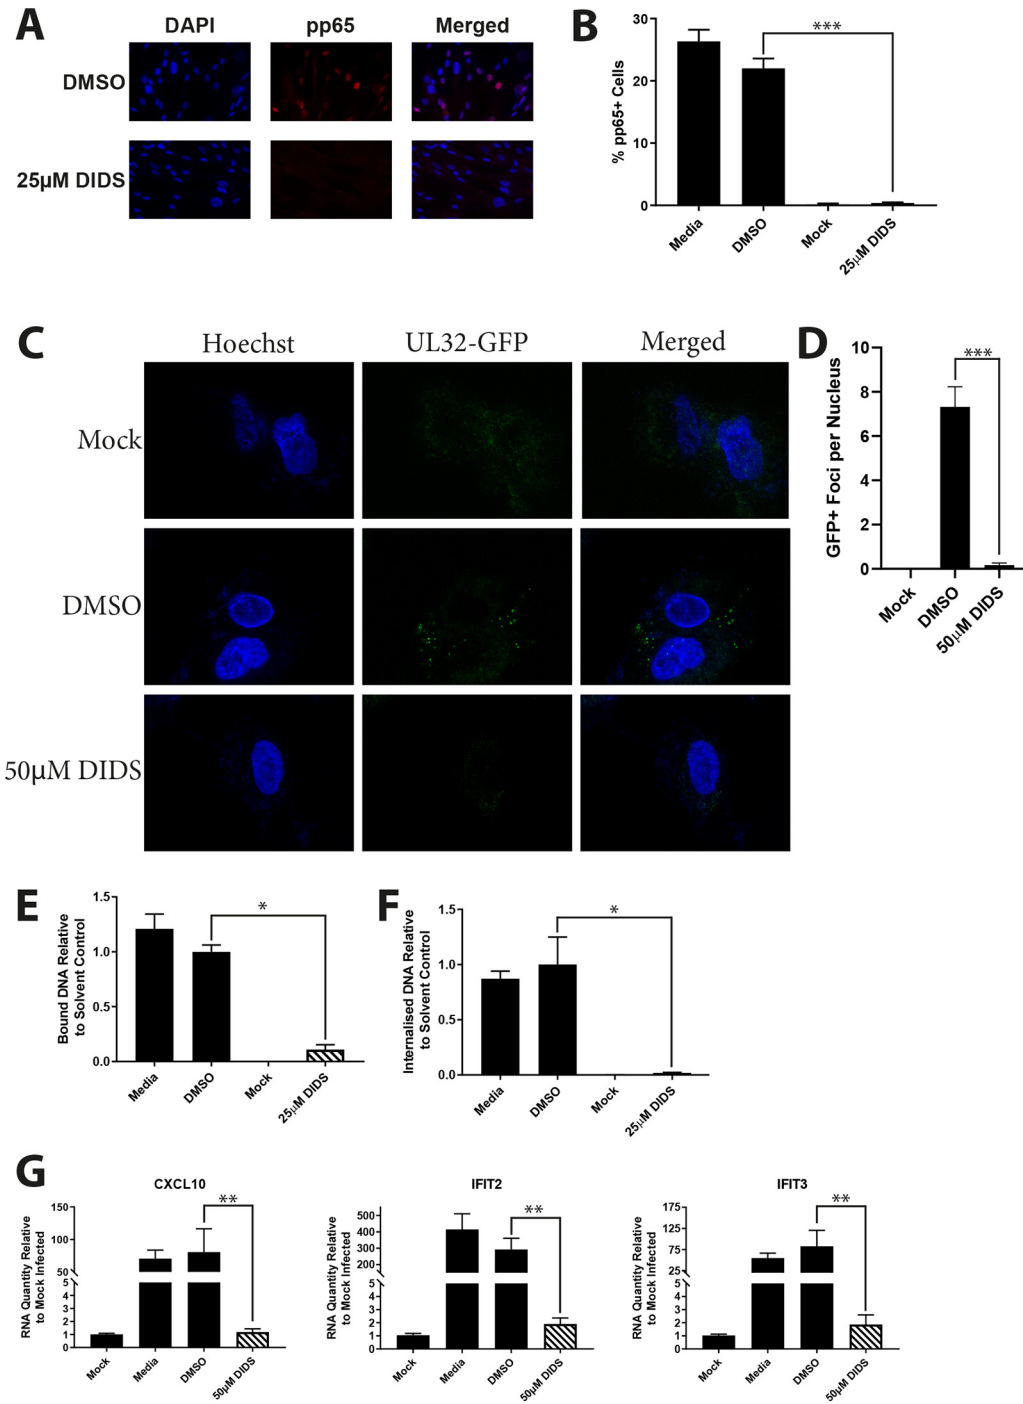 A
DAPI
pp65
Merged
DMSO
25µM DIDS
B
% pp65+ Cells
30
20
10
0
***
Media
DMSO
Mock
25µM DIDS
C
Hoechst
UL32-GFP
Merged
Mock
DMSO
50µM DIDS
D
GFP+ Foci per Nucleus
10
8
6
4
2
0
***
Mock
DMSO
50µM DIDS
E
Bound DNA Relative
to Solvent Control
1.5
1.0
0.5
0.0
*
Media
DMSO
Mock
25µM DIDS
F
Internalised DNA Relative
to Solvent Control
1.5
1.0
0.5
0.0
*
Media
DMSO
Mock
25µM DIDS
G
CXCL10
RNA Quantity Relative
to Mock Infected
150
100
50
5
4
3
2
1
0
**
Mock
Media
DMSO
50µM DIDS
IFIT2
RNA Quantity Relative
to Mock Infected
500
400
300
200
5
4
3
2
1
0
**
Mock
Media
DMSO
50µM DIDS
IFIT3
RNA Quantity Relative
to Mock Infected
175
125
75
25
5
4
3
2
1
0
**
Mock
Media
DMSO
50µM DIDS